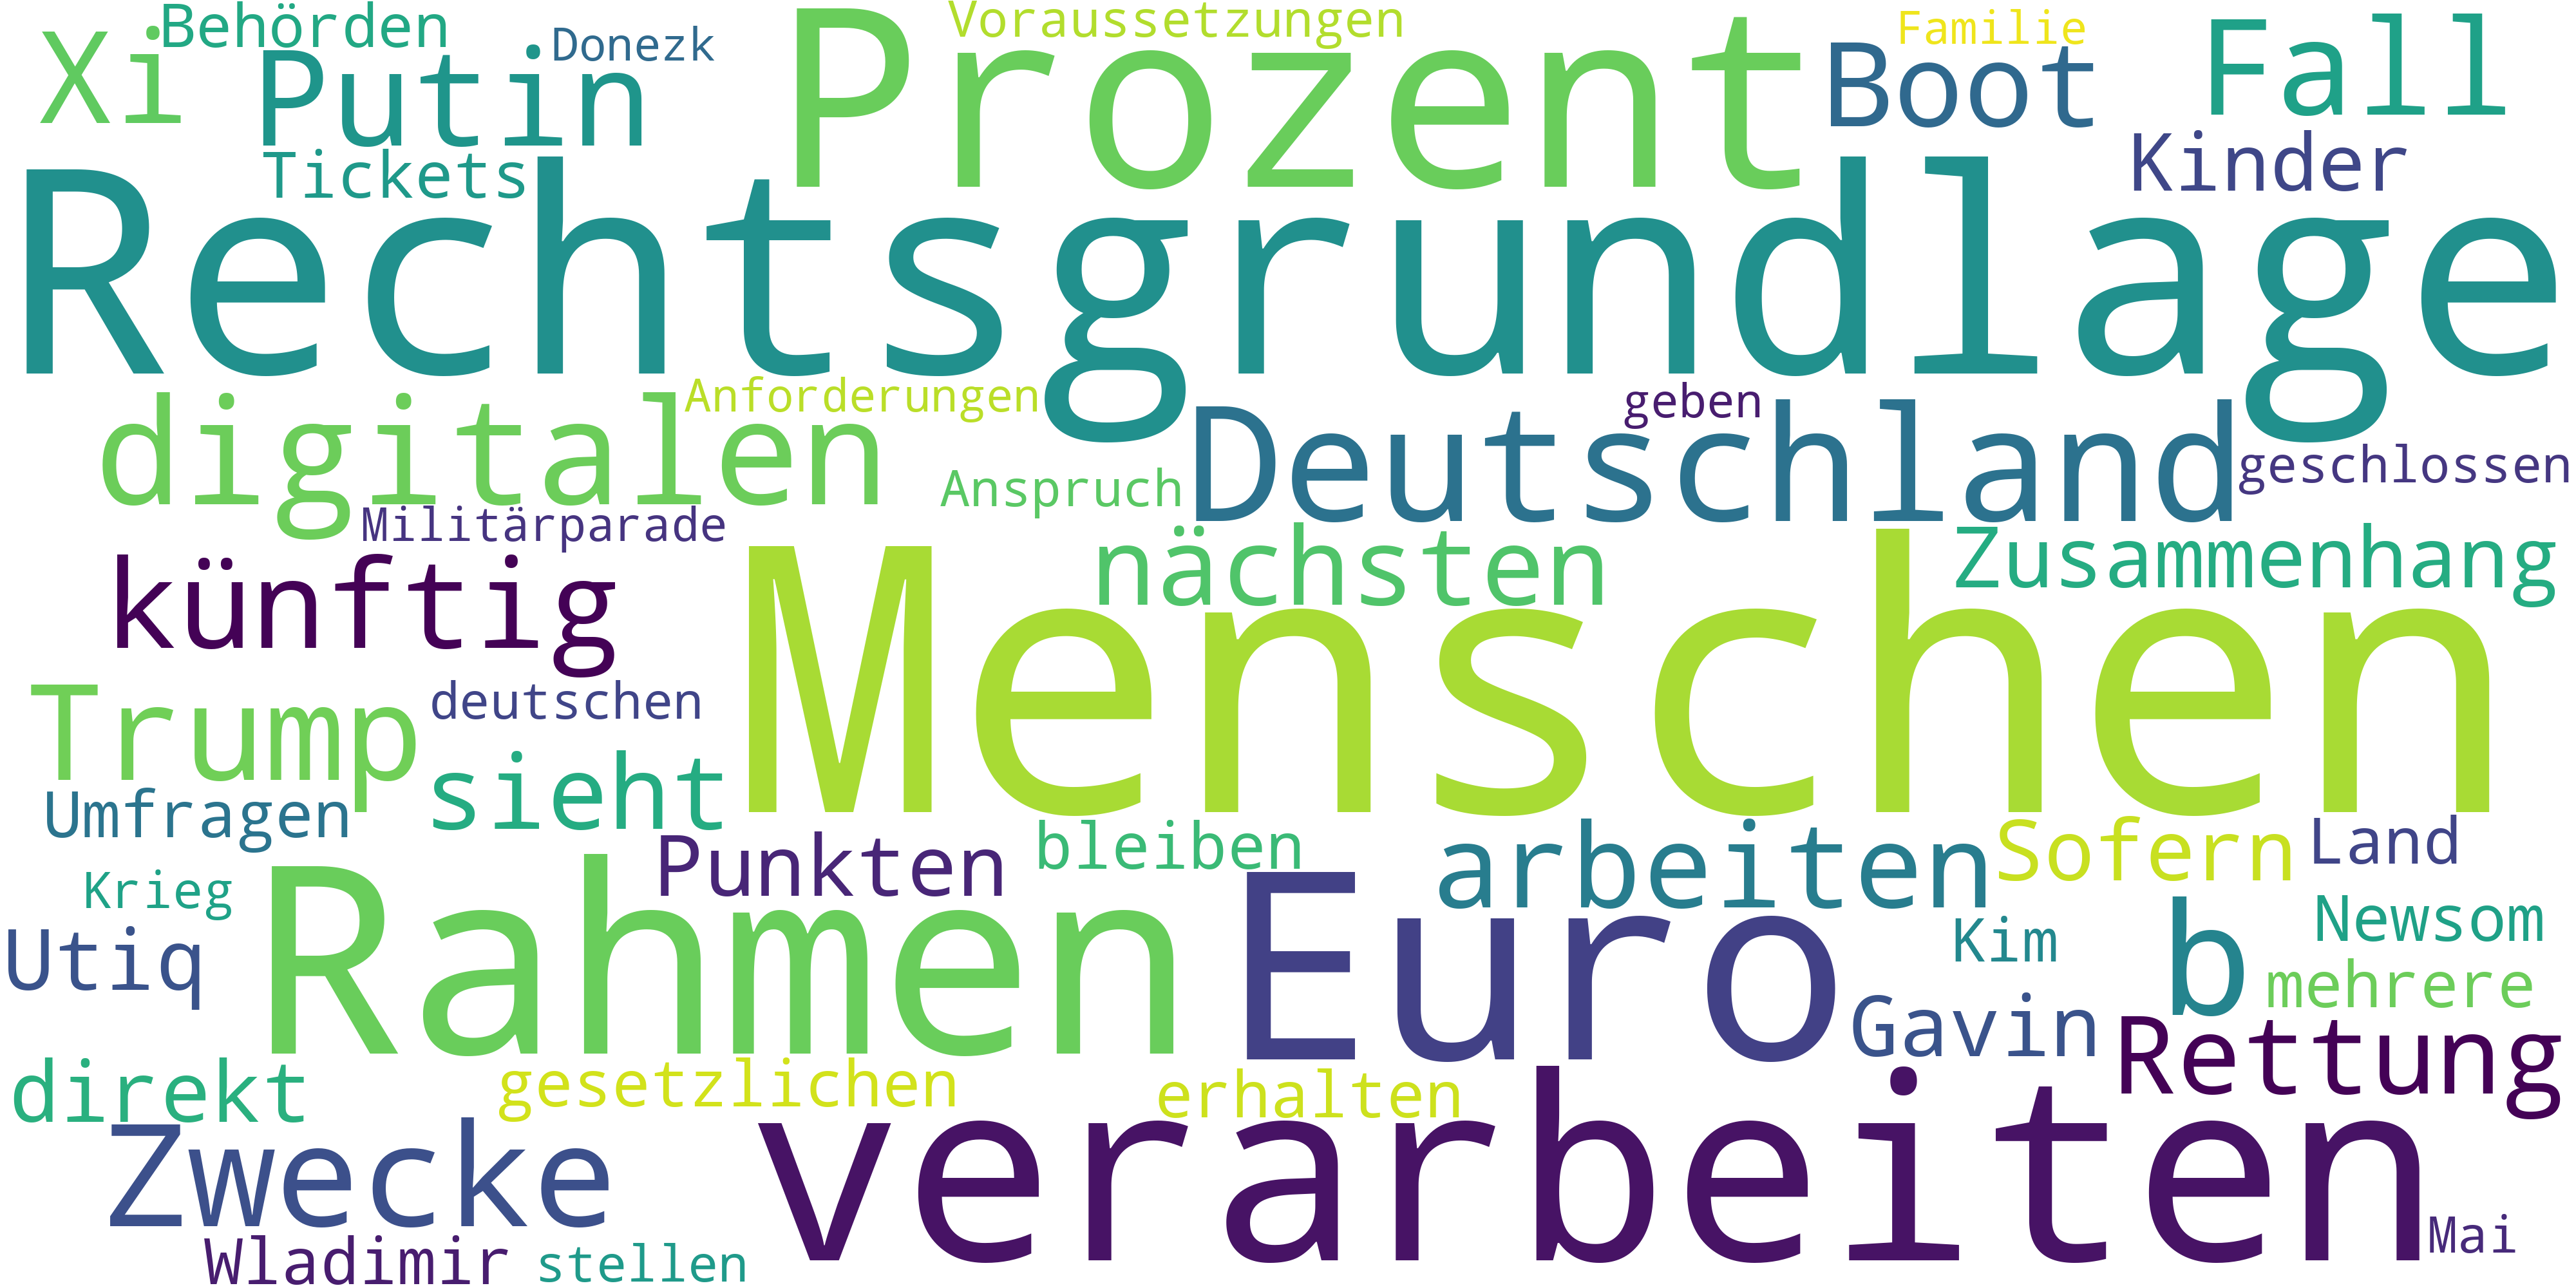 Behörden
Voraussetzungen
Familie
Xi
Putin
Donezk
Prozent
Boot
Fall
Tickets
Kinder
Rechtsgrundlage
digitalen
Anforderungen
Deutschland
geben
geschlossen
Anspruch
Militärparade
künftig
nächsten
Zusammenhang
Menschen
Trump
deutschen
sieht
Umfragen
Punkten
bleiben
arbeiten
Sofern
Land
Krieg
Rahmen
Euro
Kim
b
Newsom
Utiq
mehrere
Gavin
Rettung
direkt
gesetzlichen
erhalten
Zwecke
verarbeiten
Wladimir
stellen
Mai